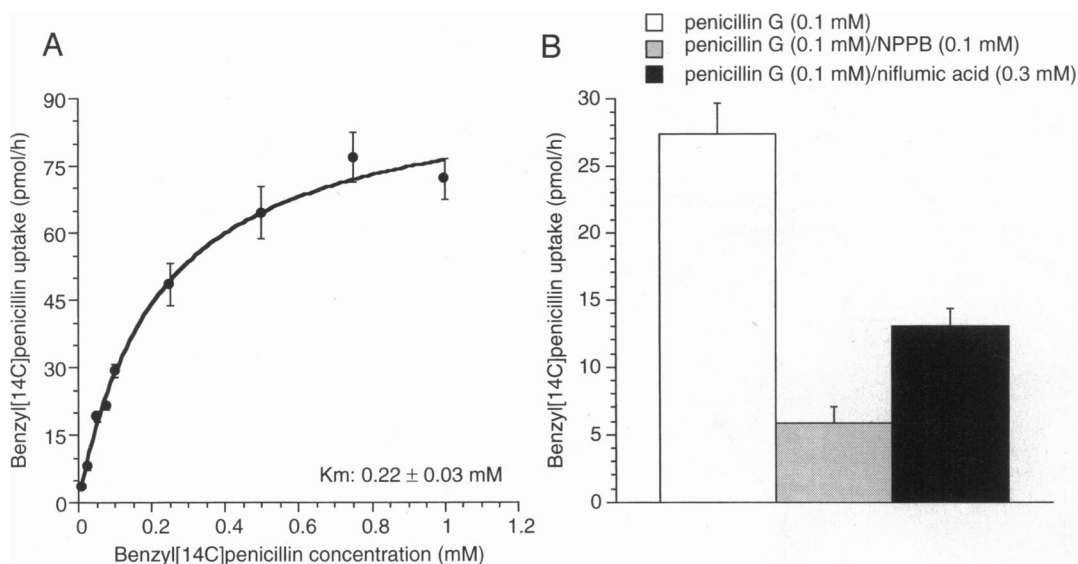 A
Benzyl[14C]penicillin uptake (pmol/h)
90
75
60
45
30
15
0
Km: 0.22 ± 0.03 mM
0 0.2 0.4 0.6 0.8 1 1.2
Benzyl[14C]penicillin concentration (mM)
B
penicillin G (0.1 mM)
penicillin G (0.1 mM)/NPPB (0.1 mM)
penicillin G (0.1 mM)/niflumic acid (0.3 mM)
Benzyl[14C]penicillin uptake (pmol/h)
30
25
20
15
10
5
0